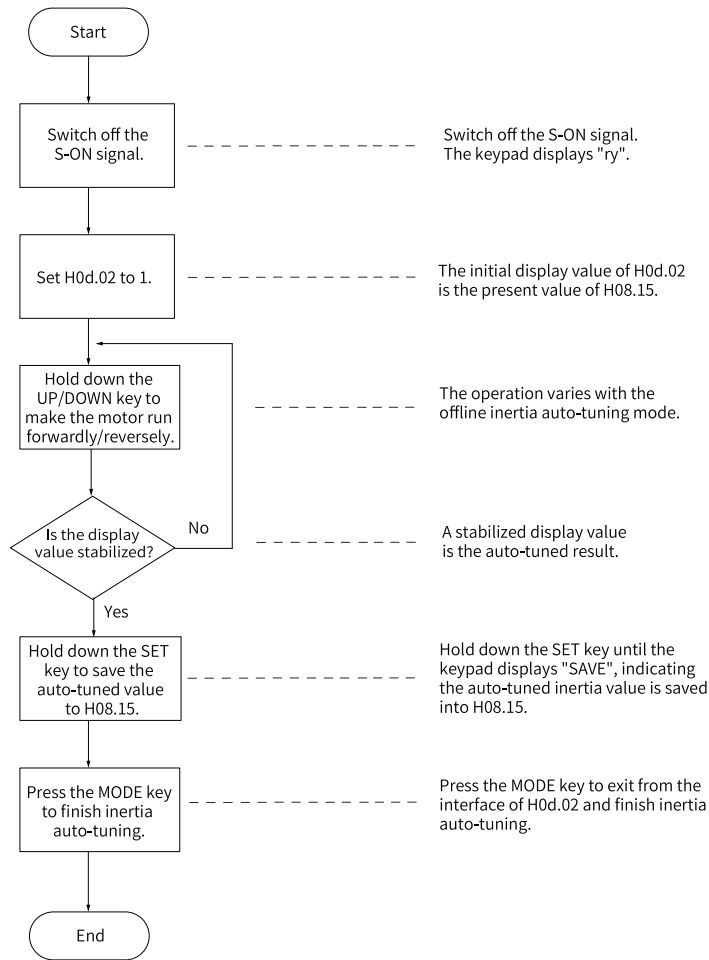 Start
Switch off the
S-ON signal.
Switch off the S-ON signal.
The keypad displays "ry".
Set H0d.02 to 1.
The initial display value of H0d.02
is the present value of H08.15.
Hold down the
UP/DOWN key to
make the motor run
forwardly/reversely.
The operation varies with the
offline inertia auto-tuning mode.
Is the display
value stabilized?
No
A stabilized display value
is the auto-tuned result.
Yes
Hold down the SET
key to save the
auto-tuned value
to H08.15.
Hold down the SET key until the
keypad displays "SAVE", indicating
the auto-tuned inertia value is saved
into H08.15.
Press the MODE key
to finish inertia
auto-tuning.
Press the MODE key to exit from the
interface of H0d.02 and finish inertia
auto-tuning.
End